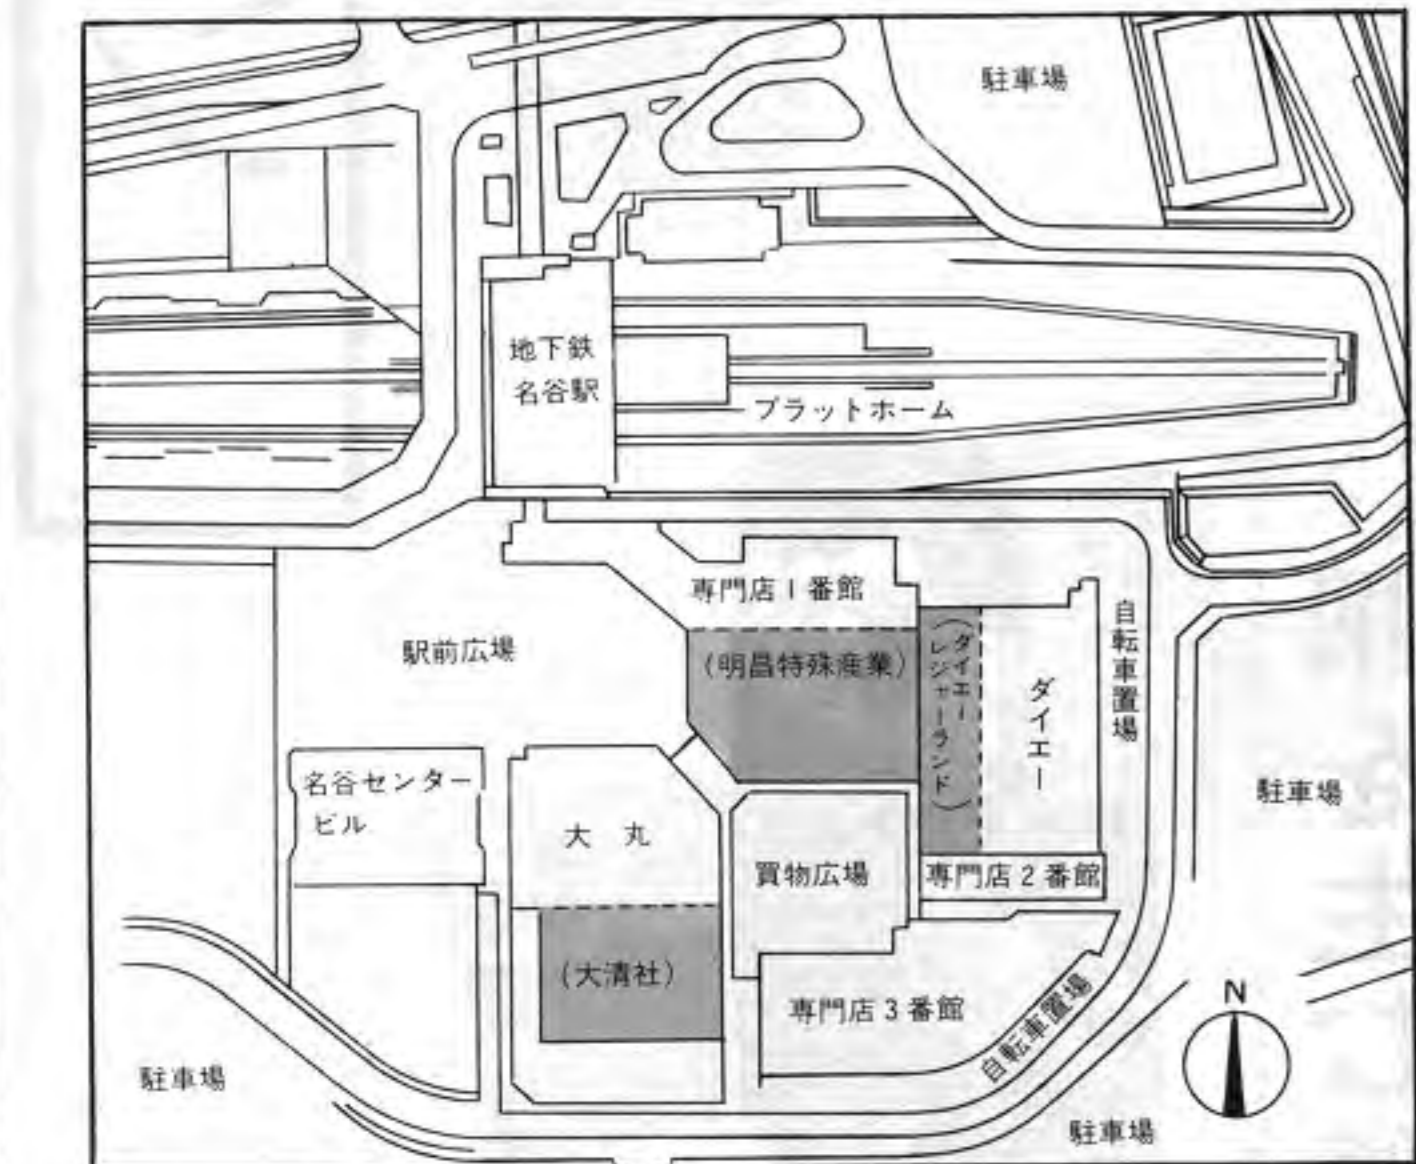 駐車場
地下鉄
名谷駅
プラットホーム
専門店1番館
駅前広場
(明昌特殊産業)
(ダイエー
レジャーランド)
ダイエー
自転車置場
名谷センター
ビル
大丸
買物広場
駐車場
専門店2番館
(大清社)
専門店3番館
自転車置場
N
駐車場
駐車場